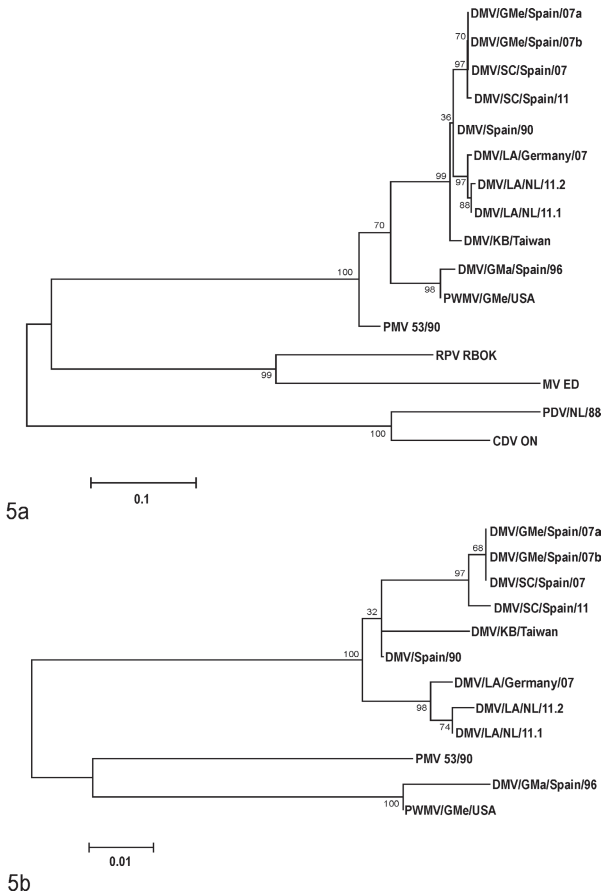 DMV/GMe/Spain/07a
70
DMV/GMe/Spain/07b
97
DMV/SC/Spain/07
DMV/SC/Spain/11
36
DMV/Spain/90
DMV/LA/Germany/07
99
97
DMV/LA/NL/11.2
88
DMV/LA/NL/11.1
70
DMV/KB/Taiwan
DMV/GMa/Spain/96
100
98
PWMV/GMe/USA
PMV 53/90
RPV RBOK
99
MV ED
PDV/NL/88
100
CDV ON
0.1
5a
DMV/GMe/Spain/07a
68
DMV/GMe/Spain/07b
97
DMV/SC/Spain/07
DMV/SC/Spain/11
32
DMV/KB/Taiwan
100
DMV/Spain/90
DMV/LA/Germany/07
98
DMV/LA/NL/11.2
74
DMV/LA/NL/11.1
PMV 53/90
DMV/GMa/Spain/96
100
PWMV/GMe/USA
0.01
5b